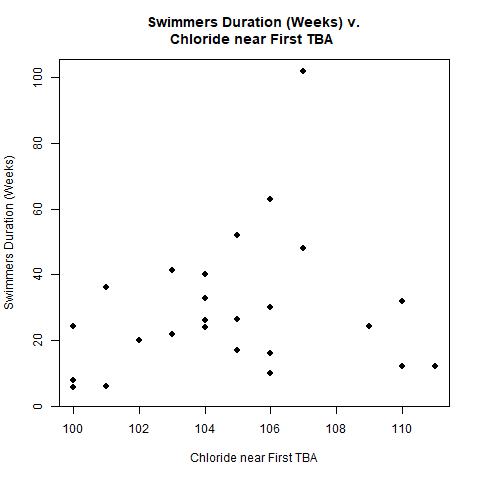 Swimmers Duration (Weeks) v.
Chloride near First TBA
Swimmers Duration (Weeks)
100
80
60
40
20
0
100 102 104 106 108 110
Chloride near First TBA